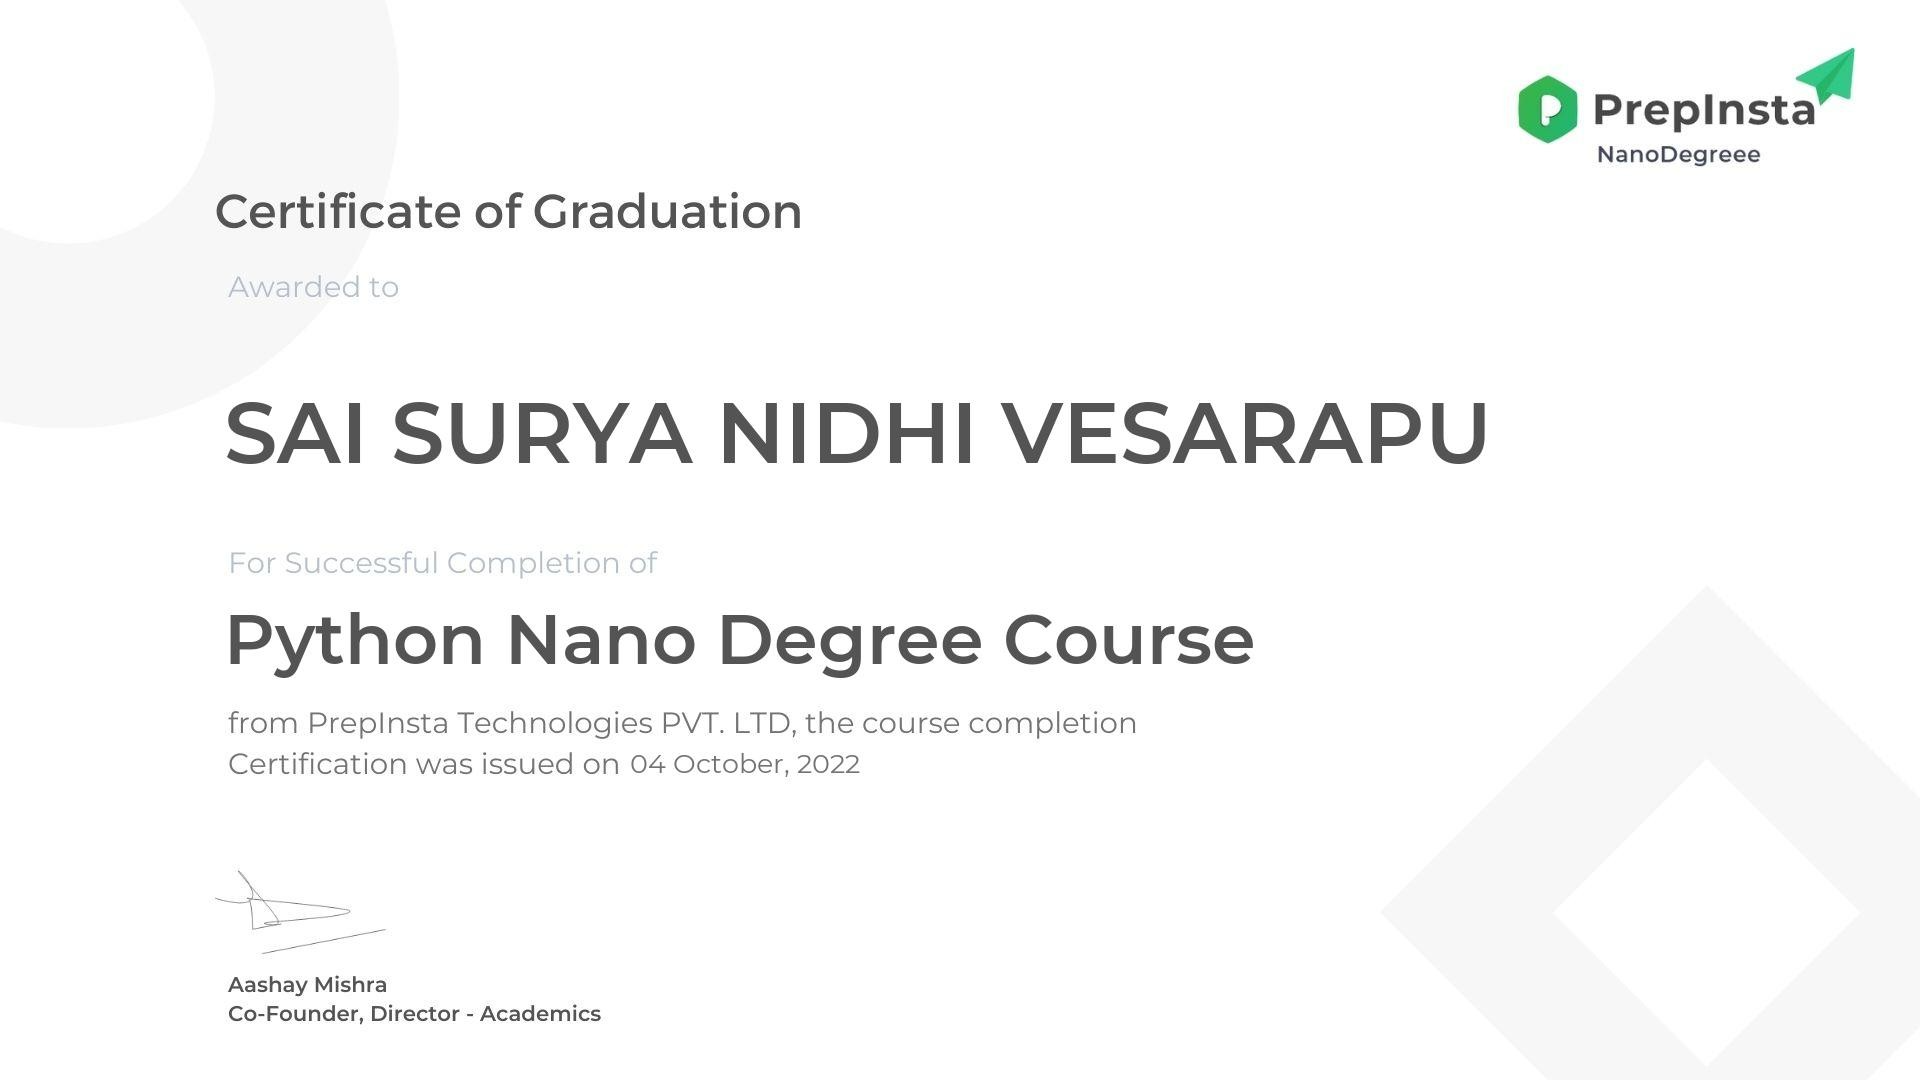 PrepInsta
NanoDegreee
Certificate of Graduation
Awarded to
SAI SURYA NIDHI VESARAPU
For Successful Completion of
Python Nano Degree Course
from PrepInsta Technologies PVT. LTD, the course completion
Certification was issued on 04 October, 2022
Aashay Mishra
Co-Founder, Director - Academics